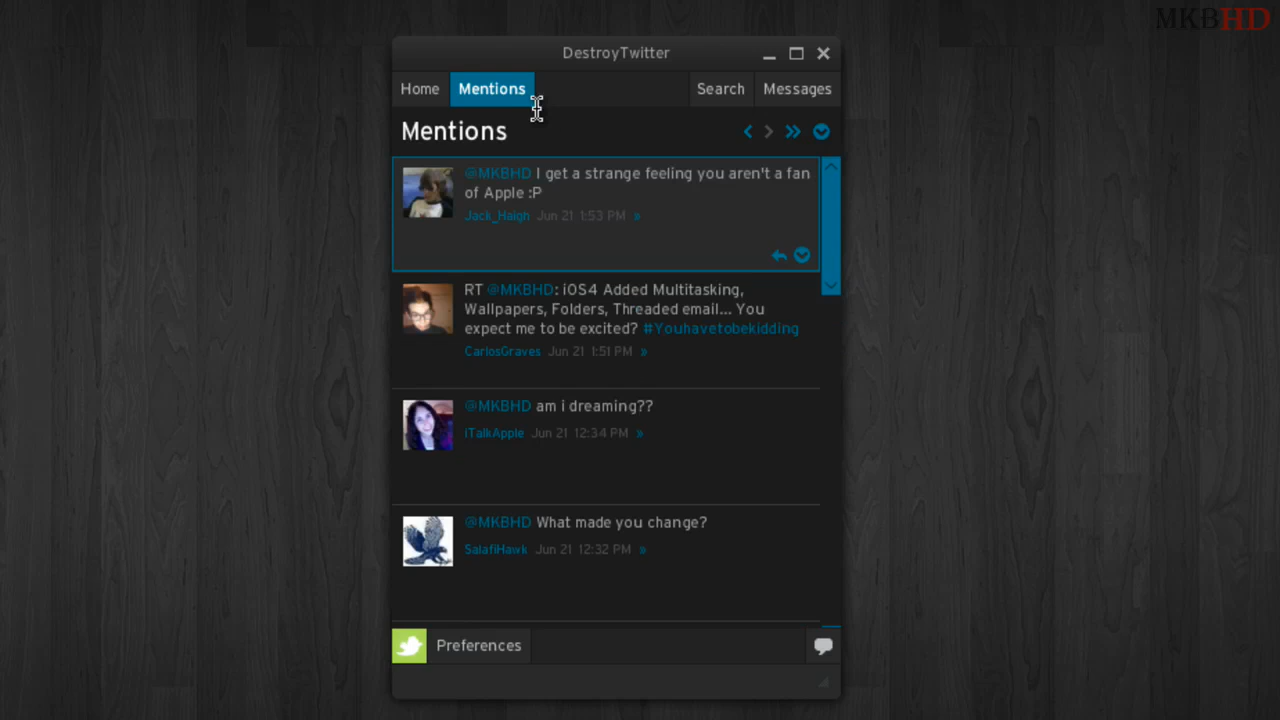 MKBHD
DestroyTwitter
Home Mentions Search Messages
Mentions
@MKBHD I get a strange feeling you aren't a fan
of Apple :P
Jack_Haigh Jun 21 1:53 PM »
RT @MKBHD: iOS4 Added Multitasking,
Wallpapers, Folders, Threaded email... You
expect me to be excited? #Youhavetobekidding
CarlosGraves Jun 21 1:51 PM »
@MKBHD am i dreaming??
iTalkApple Jun 21 12:34 PM »
@MKBHD What made you change?
SalafiHawk Jun 21 12:32 PM »
Preferences